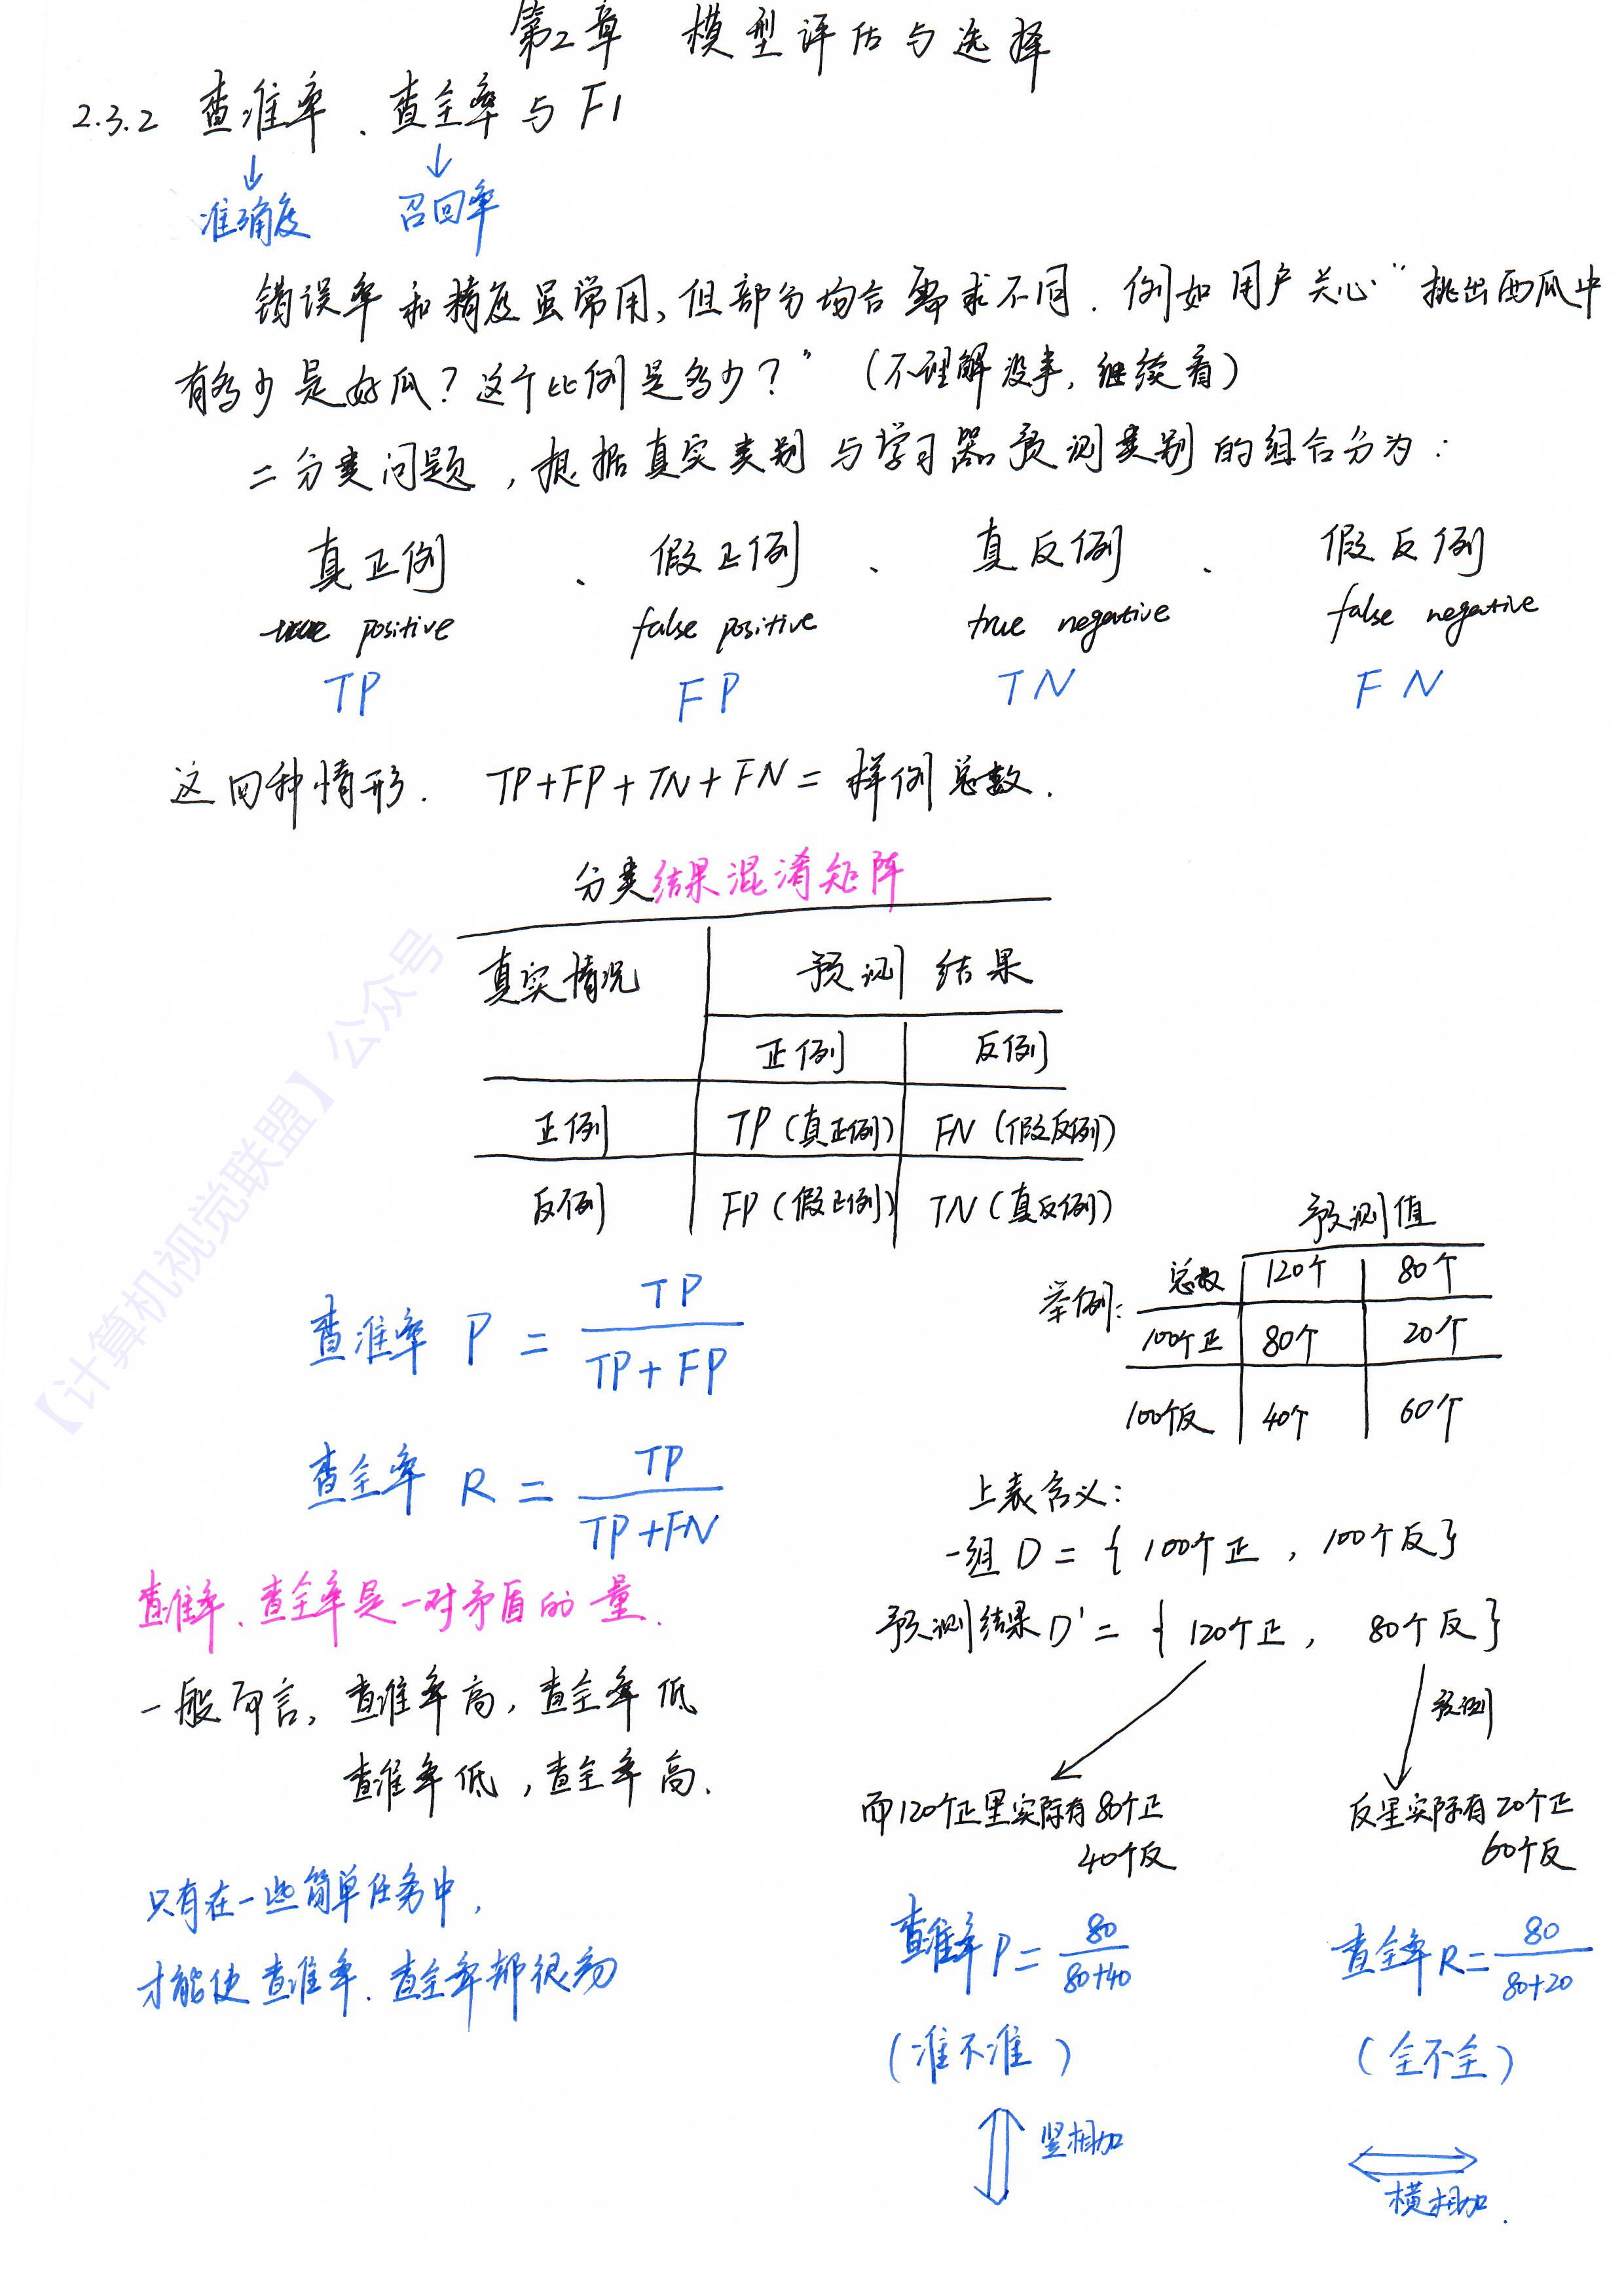 第2章 模型评估与选择
2.3.2 查准率、查全率与F1
↓ ↓
准确度 召回率
错误率和精度虽常用,但部分场合需求不同.例如用户关心"挑出西瓜中
有多少是好瓜?这个比例是多少?"(不理解没事,继续看)
二分类问题,根据真实类别与学习器预测类别的组合分为:
真正例、假正例、真反例、假反例
true positive false positive true negative false negative
TP FP TN FN
这四种情形. TP+FP+TN+FN=样例总数.
分类结果混淆矩阵
真实情况 预测结果
正例 反例
正例 TP(真正例) FN(假反例)
反例 FP(假正例) TN(真反例)
查准率 P = TP / (TP+FP)
查全率 R = TP / (TP+FN)
查准率、查全率是一对矛盾的量.
一般而言,查准率高,查全率低
查准率低,查全率高.
只有在一些简单任务中,
才能使查准率、查全率都很高
预测值
举例: 总数 120个 80个
100个正 80个 20个
100个反 40个 60个
上表含义:
一组D={100个正,100个反}
预测结果D'={120个正, 80个反}
预测
而120个正里实际有80个正
40个反
反里实际有20个正
60个反
查准率P= 80 / (80+40)
(准不准)
竖相加
查全率R= 80 / (80+20)
(全不全)
横相加.
【计算机视觉联盟】公众号